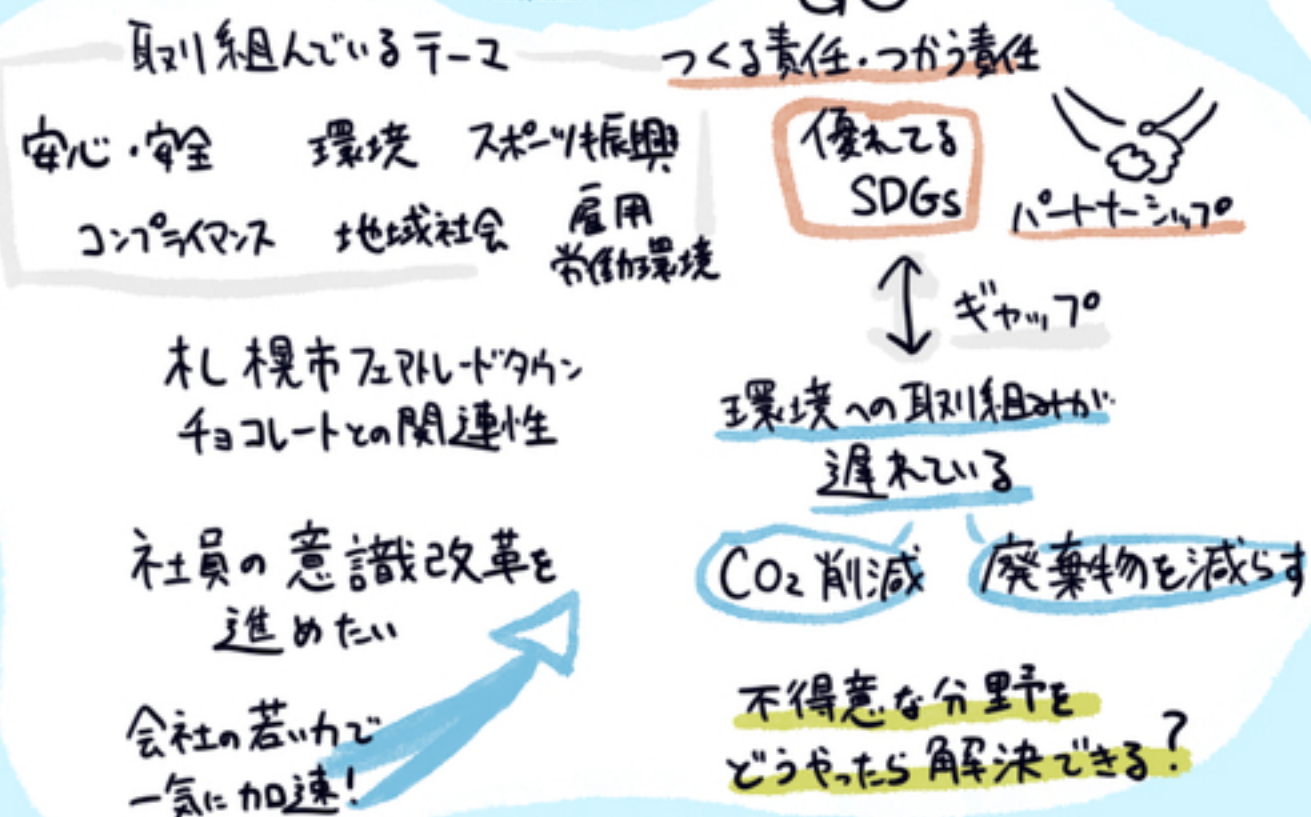 取り組んでいるテーマ
安心・安全 環境 スポーツ振興
コンプライアンス 地域社会 雇用
労働環境
札幌市フェアトレードタウン
チョコレートとの関連性
社員の意識改革を
進めたい
会社の若い力で
一気に加速!
つくる責任・つかう責任
優れてる
SDGs
パートナーシップ
ギャップ
環境への取り組みが
遅れている
CO₂削減 廃棄物を減らす
不得意な分野を
どうやったら解決できる?